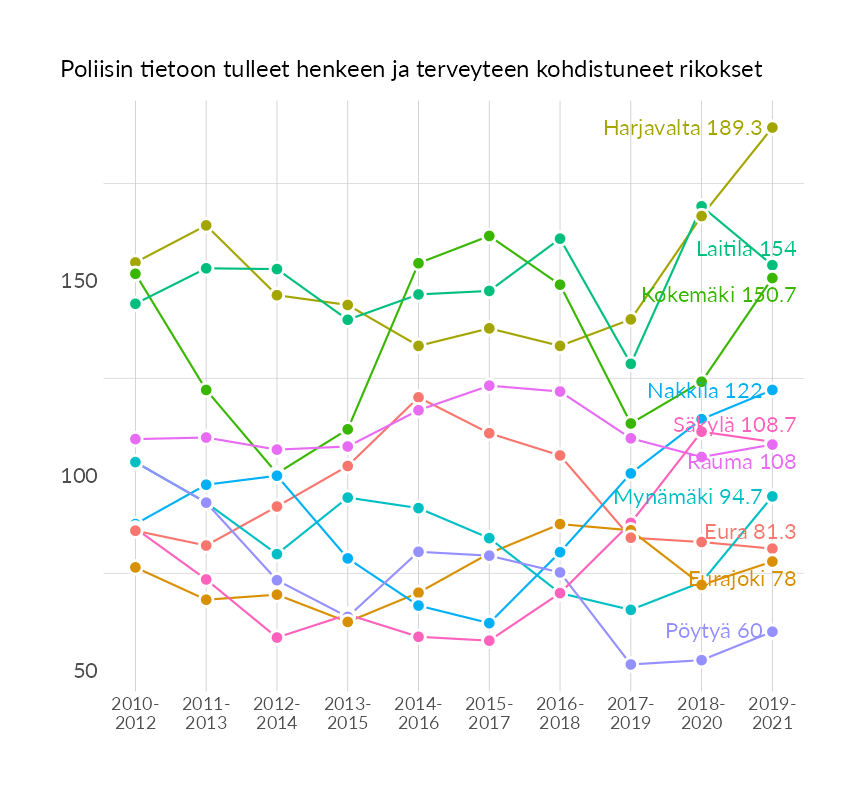 Poliisin tietoon tulleet henkeen ja terveyteen kohdistuneet rikokset
Harjavalta 189.3
Laitila 154
150
Kokemäki 150.7
Nakkila 122
Säkylä 108.7
Rauma 108
100
Mynämäki 94.7
Eura 81.3
Eurajoki 78
Pöytyä 60
50
2010- 2011- 2012- 2013- 2014- 2015- 2016- 2017- 2018- 2019-
2012 2013 2014 2015 2016 2017 2018 2019 2020 2021